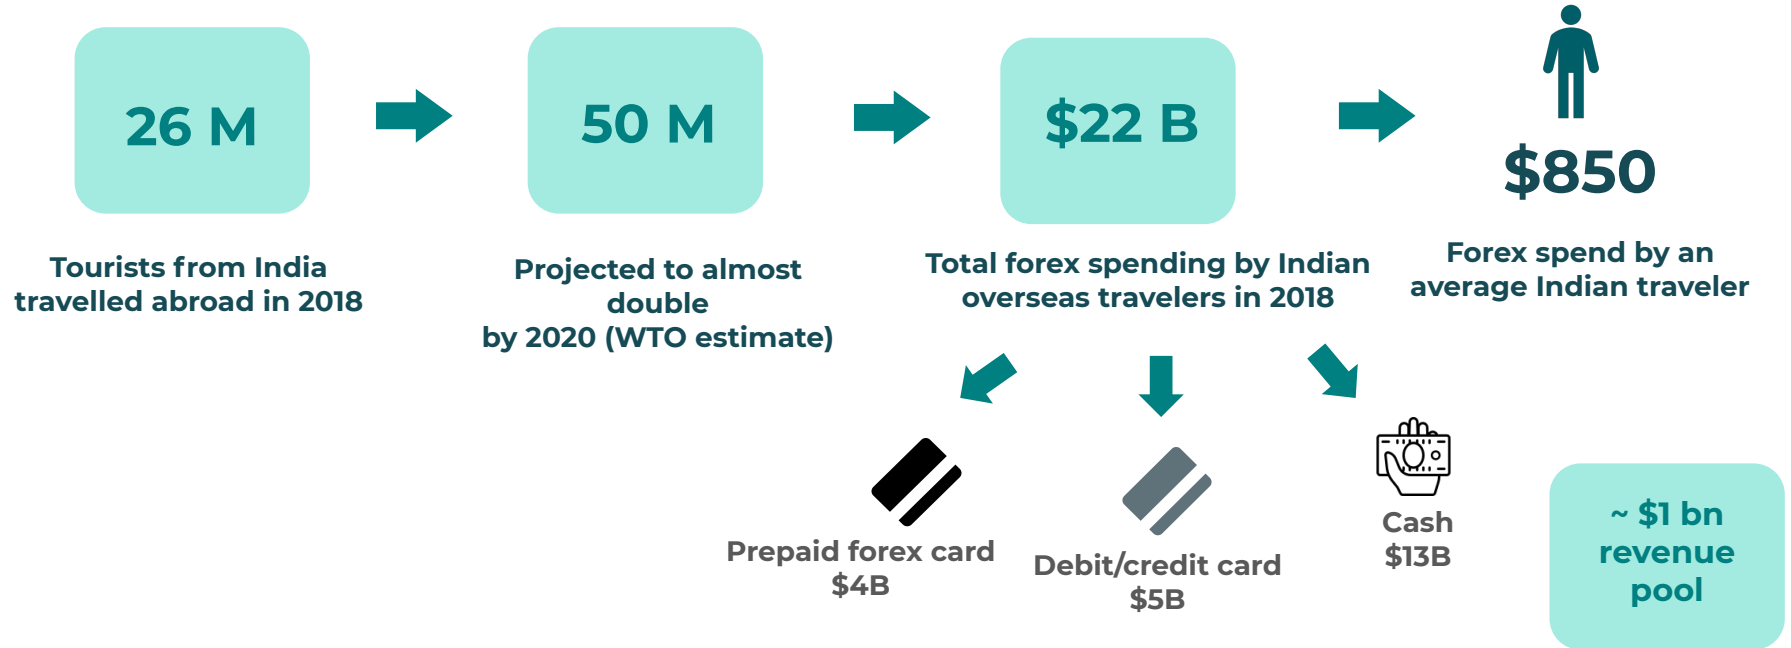 26 M
Tourists from India
travelled abroad in 2018
50 M
Projected to almost
double
by 2020 (WTO estimate)
$22 B
Total forex spending by Indian
overseas travelers in 2018
$850
Forex spend by an
average Indian traveler
Prepaid forex card
$4B
Debit/credit card
$5B
Cash
$13B
~ $1 bn
revenue
pool